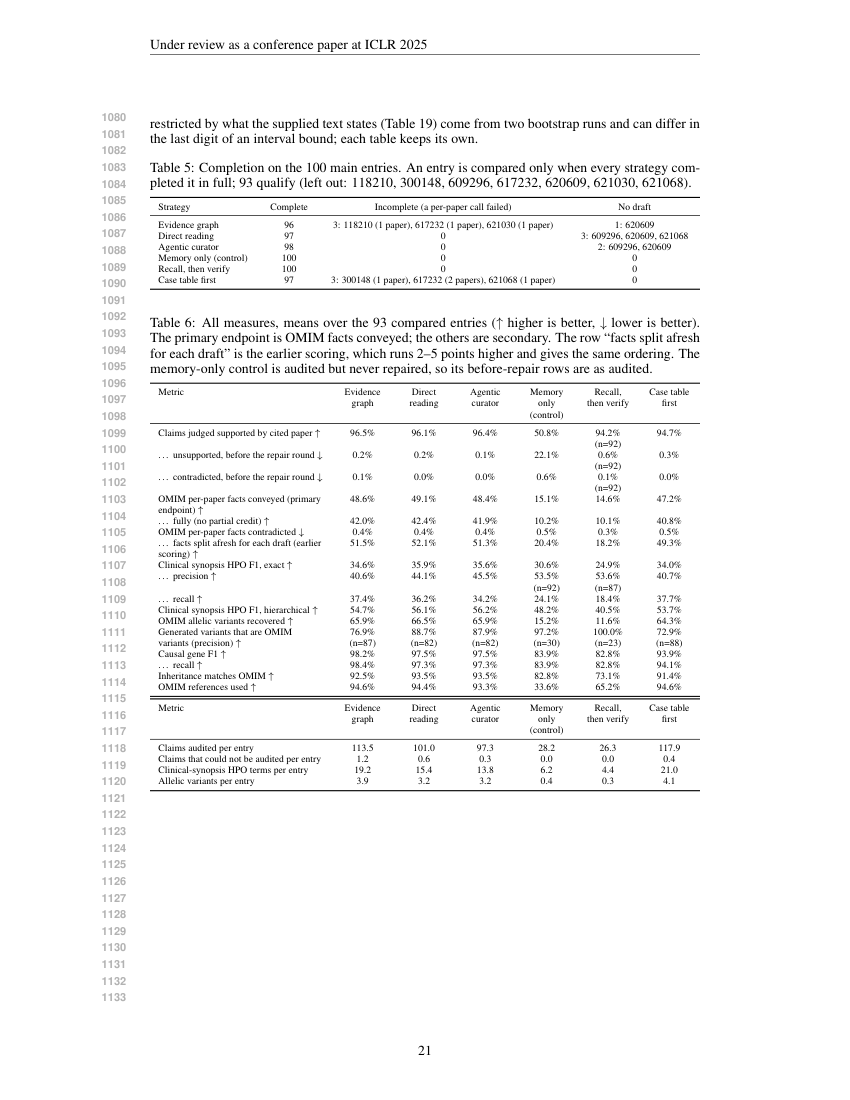 Under review as a conference paper at ICLR 2025
1080
1081
1082
1083
1084
1085
1086
1087
1088
1089
1090
1091
1092
1093
1094
1095
1096
1097
1098
1099
1100
1101
1102
1103
1104
1105
1106
1107
1108
1109
1110
1111
1112
1113
1114
1115
1116
1117
1118
1119
1120
1121
1122
1123
1124
1125
1126
1127
1128
1129
1130
1131
1132
1133
restricted by what the supplied text states (Table 19) come from two bootstrap runs and can differ in
the last digit of an interval bound; each table keeps its own.
Table 5: Completion on the 100 main entries. An entry is compared only when every strategy com-
pleted it in full; 93 qualify (left out: 118210, 300148, 609296, 617232, 620609, 621030, 621068).
Strategy Complete Incomplete (a per-paper call failed) No draft
Evidence graph 96 3: 118210 (1 paper), 617232 (1 paper), 621030 (1 paper) 1: 620609
Direct reading 97 0 3: 609296, 620609, 621068
Agentic curator 98 0 2: 609296, 620609
Memory only (control) 100 0 0
Recall, then verify 100 0 0
Case table first 97 3: 300148 (1 paper), 617232 (2 papers), 621068 (1 paper) 0
Table 6: All measures, means over the 93 compared entries (↑ higher is better, ↓ lower is better).
The primary endpoint is OMIM facts conveyed; the others are secondary. The row “facts split afresh
for each draft” is the earlier scoring, which runs 2–5 points higher and gives the same ordering. The
memory-only control is audited but never repaired, so its before-repair rows are as audited.
Metric Evidence Direct Agentic Memory Recall, Case table
graph reading curator only then verify first
(control)
Claims judged supported by cited paper ↑ 96.5% 96.1% 96.4% 50.8% 94.2% 94.7%
(n=92)
... unsupported, before the repair round ↓ 0.2% 0.2% 0.1% 22.1% 0.6% 0.3%
(n=92)
... contradicted, before the repair round ↓ 0.1% 0.0% 0.0% 0.6% 0.1% 0.0%
(n=92)
OMIM per-paper facts conveyed (primary 48.6% 49.1% 48.4% 15.1% 14.6% 47.2%
endpoint) ↑
... fully (no partial credit) ↑ 42.0% 42.4% 41.9% 10.2% 10.1% 40.8%
OMIM per-paper facts contradicted ↓ 0.4% 0.4% 0.4% 0.5% 0.3% 0.5%
... facts split afresh for each draft (earlier 51.5% 52.1% 51.3% 20.4% 18.2% 49.3%
scoring) ↑
Clinical synopsis HPO F1, exact ↑ 34.6% 35.9% 35.6% 30.6% 24.9% 34.0%
... precision ↑ 40.6% 44.1% 45.5% 53.5% 53.6% 40.7%
(n=92) (n=87)
... recall ↑ 37.4% 36.2% 34.2% 24.1% 18.4% 37.7%
Clinical synopsis HPO F1, hierarchical ↑ 54.7% 56.1% 56.2% 48.2% 40.5% 53.7%
OMIM allelic variants recovered ↑ 65.9% 66.5% 65.9% 15.2% 11.6% 64.3%
Generated variants that are OMIM 76.9% 88.7% 87.9% 97.2% 100.0% 72.9%
variants (precision) ↑ (n=87) (n=82) (n=82) (n=30) (n=23) (n=88)
Causal gene F1 ↑ 98.2% 97.5% 97.5% 83.9% 82.8% 93.9%
... recall ↑ 98.4% 97.3% 97.3% 83.9% 82.8% 94.1%
Inheritance matches OMIM ↑ 92.5% 93.5% 93.5% 82.8% 73.1% 91.4%
OMIM references used ↑ 94.6% 94.4% 93.3% 33.6% 65.2% 94.6%
Metric Evidence Direct Agentic Memory Recall, Case table
graph reading curator only then verify first
(control)
Claims audited per entry 113.5 101.0 97.3 28.2 26.3 117.9
Claims that could not be audited per entry 1.2 0.6 0.3 0.0 0.0 0.4
Clinical-synopsis HPO terms per entry 19.2 15.4 13.8 6.2 4.4 21.0
Allelic variants per entry 3.9 3.2 3.2 0.4 0.3 4.1
21